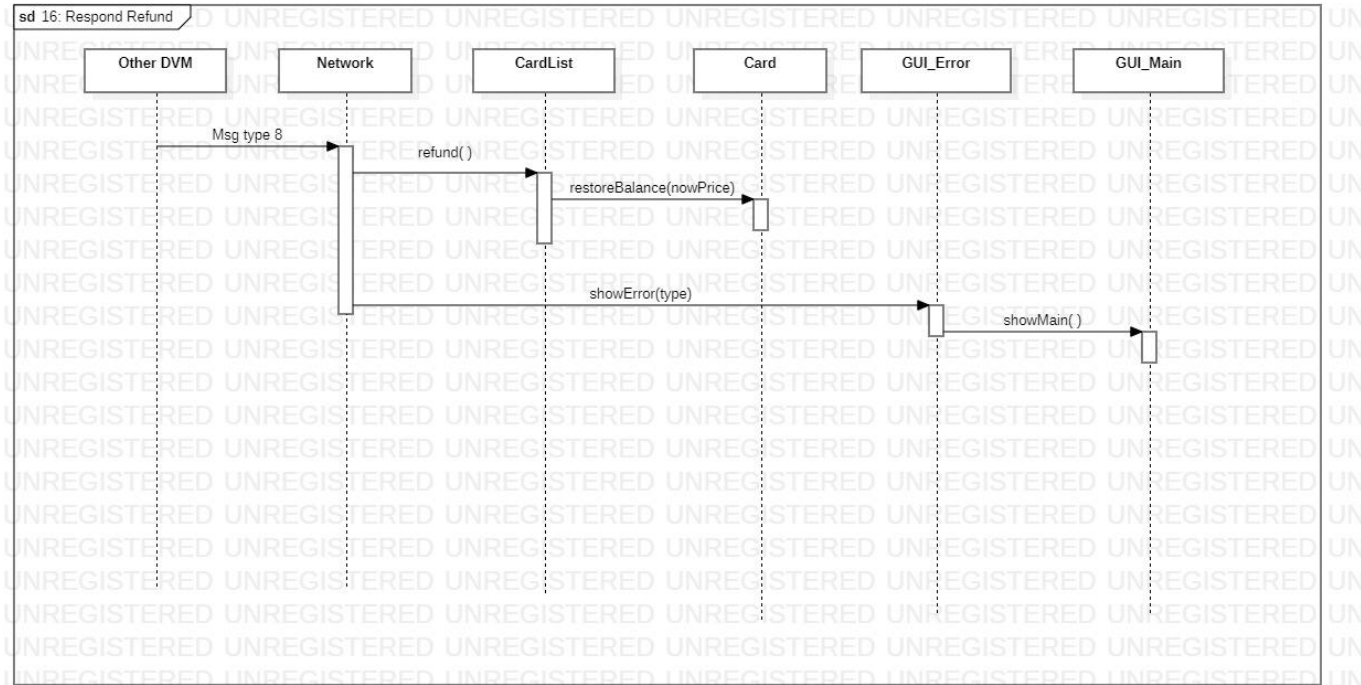 sd 16: Respond Refund
Other DVM
Network
CardList
Card
GUI_Error
GUI_Main
Msg type 8
refund( )
restoreBalance(nowPrice)
showError(type)
showMain( )
UNREGISTERED